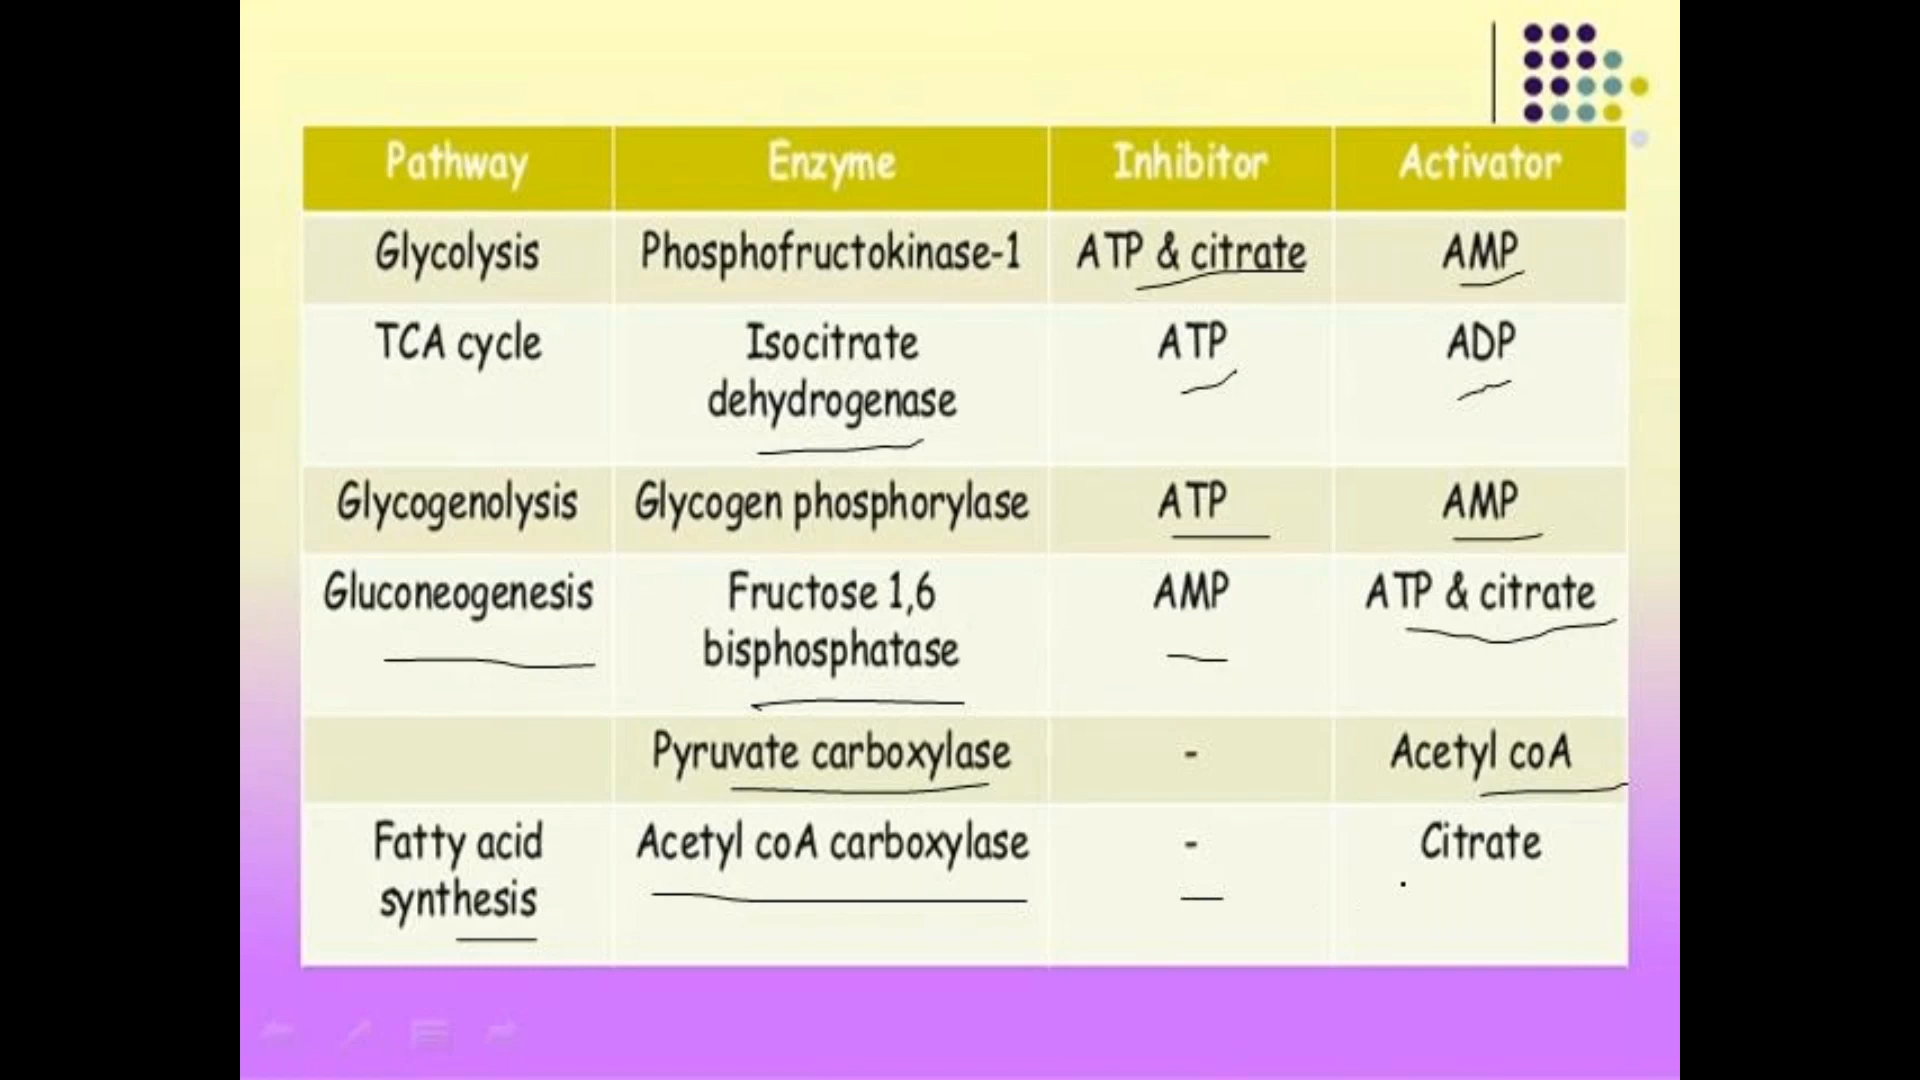 Pathway Enzyme Inhibitor Activator
Glycolysis Phosphofructokinase-1 ATP & citrate AMP
TCA cycle Isocitrate ATP ADP
dehydrogenase
Glycogenolysis Glycogen phosphorylase ATP AMP
Gluconeogenesis Fructose 1,6 AMP ATP & citrate
bisphosphatase
Pyruvate carboxylase - Acetyl coA
Fatty acid Acetyl coA carboxylase - Citrate
synthesis